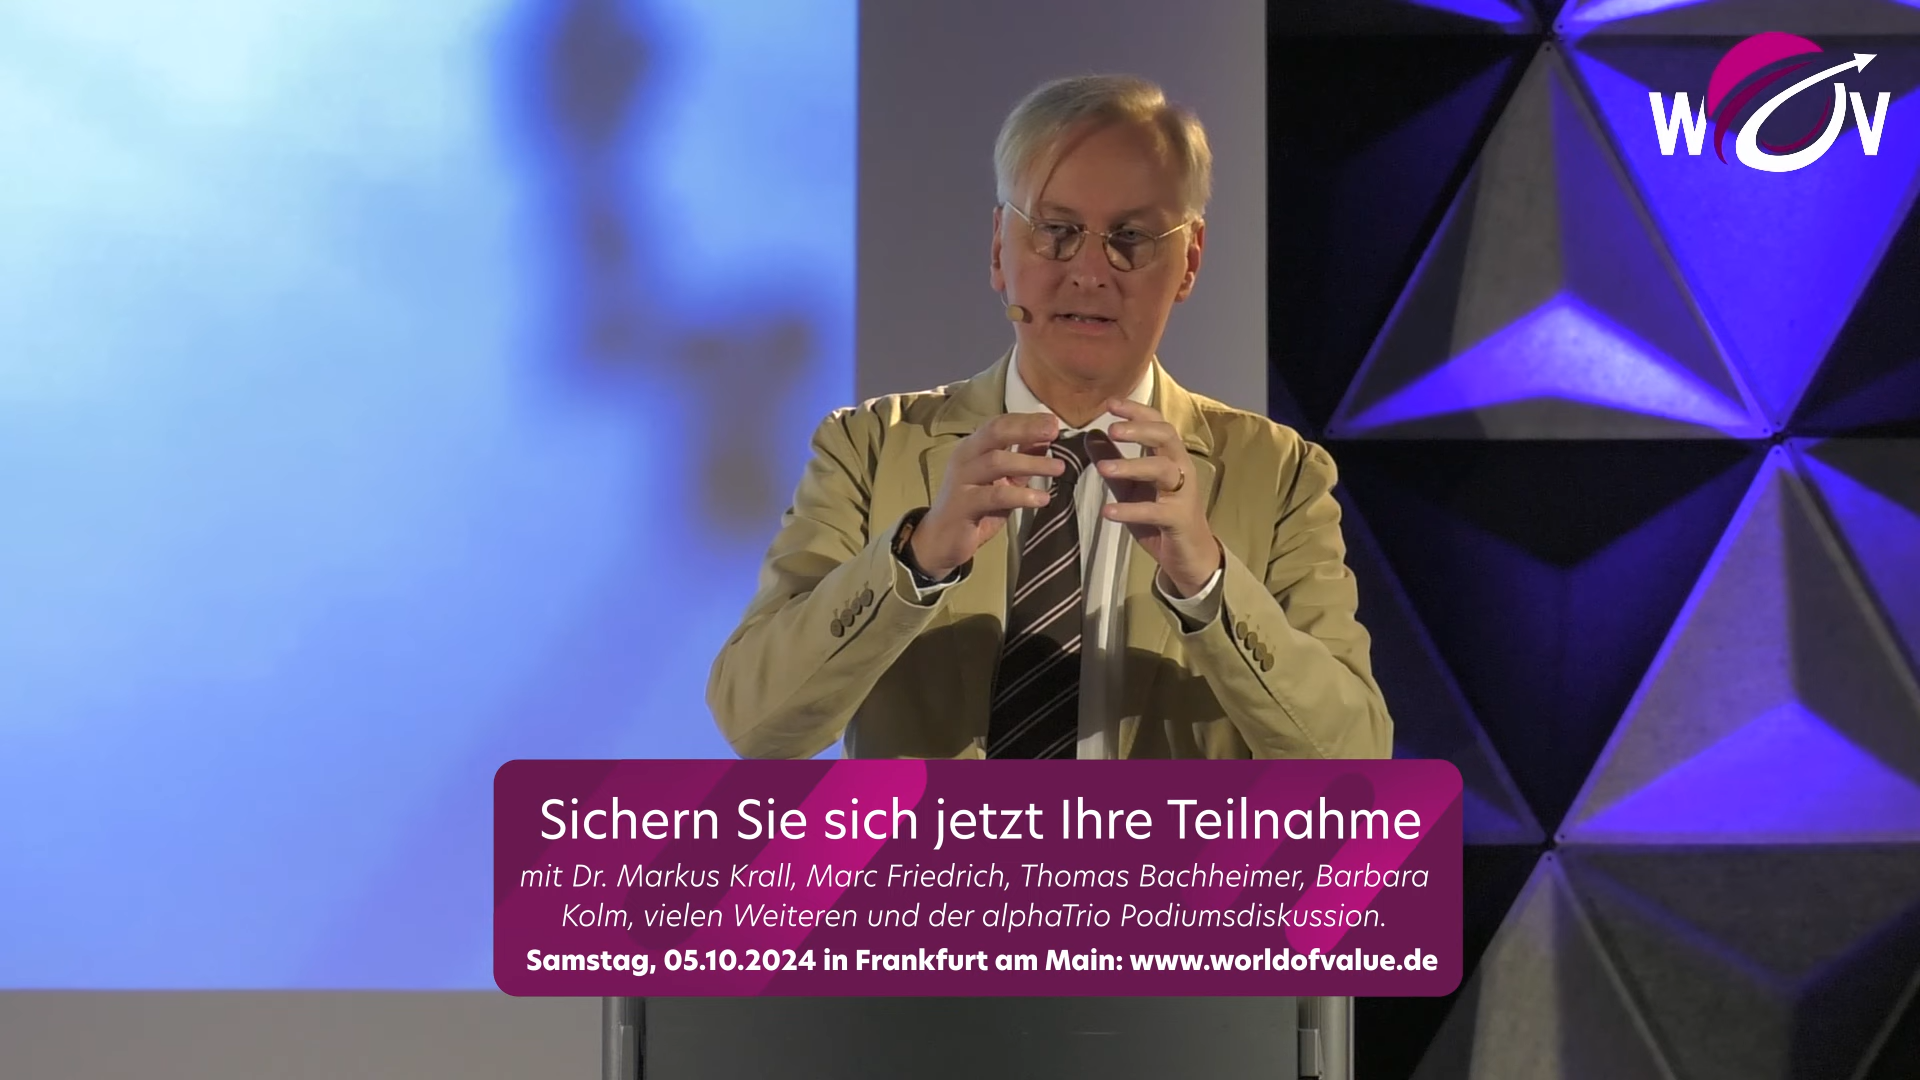 WOV
Sichern Sie sich jetzt Ihre Teilnahme
mit Dr. Markus Krall, Marc Friedrich, Thomas Bachheimer, Barbara
Kolm, vielen Weiteren und der alphaTrio Podiumsdiskussion.
Samstag, 05.10.2024 in Frankfurt am Main: www.worldofvalue.de